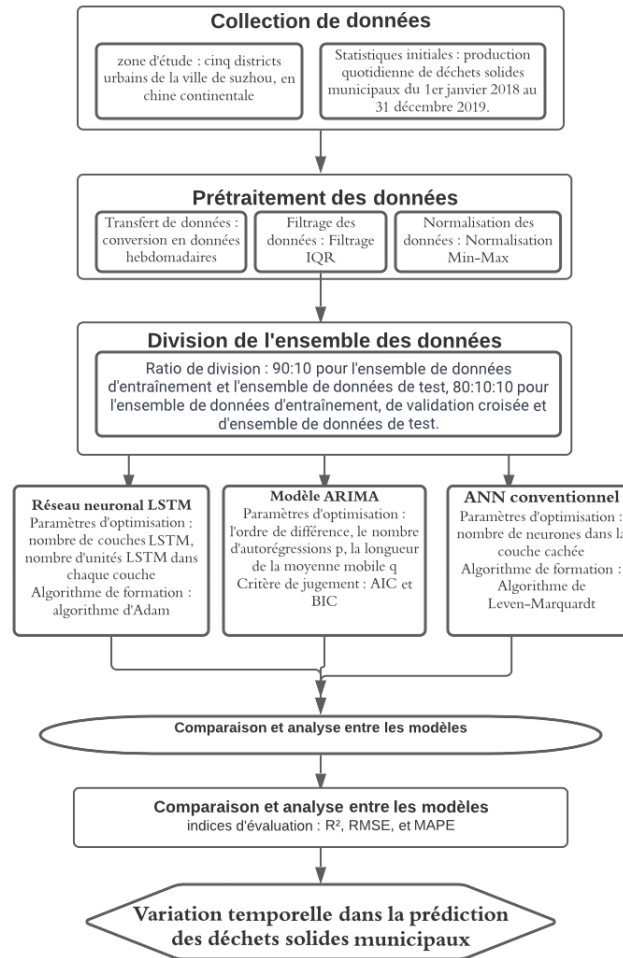 Collection de données
zone d'étude : cinq districts
urbains de la ville de suzhou, en
chine continentale
Statistiques initiales : production
quotidienne de déchets solides
municipaux du 1er janvier 2018 au
31 décembre 2019.
Prétraitement des données
Transfert de données :
conversion en données
hebdomadaires
Filtrage des
données : Filtrage
IQR
Normalisation des
données : Normalisation
Min-Max
Division de l'ensemble des données
Ratio de division : 90:10 pour l'ensemble de données
d'entraînement et l'ensemble de données de test, 80:10:10 pour
l'ensemble de données d'entraînement, de validation croisée et
d'ensemble de données de test.
Réseau neuronal LSTM
Paramètres d'optimisation :
nombre de couches LSTM,
nombre d'unités LSTM dans
chaque couche
Algorithme de formation :
algorithme d'Adam
Modèle ARIMA
Paramètres d'optimisation :
l'ordre de différence, le nombre
d'autorégressions p, la longueur
de la moyenne mobile q
Critère de jugement : AIC et
BIC
ANN conventionnel
Paramètres d'optimisation :
nombre de neurones dans la
couche cachée
Algorithme de formation :
Algorithme de
Leven-Marquardt
Comparaison et analyse entre les modèles
Comparaison et analyse entre les modèles
indices d'évaluation : R², RMSE, et MAPE
Variation temporelle dans la prédiction
des déchets solides municipaux